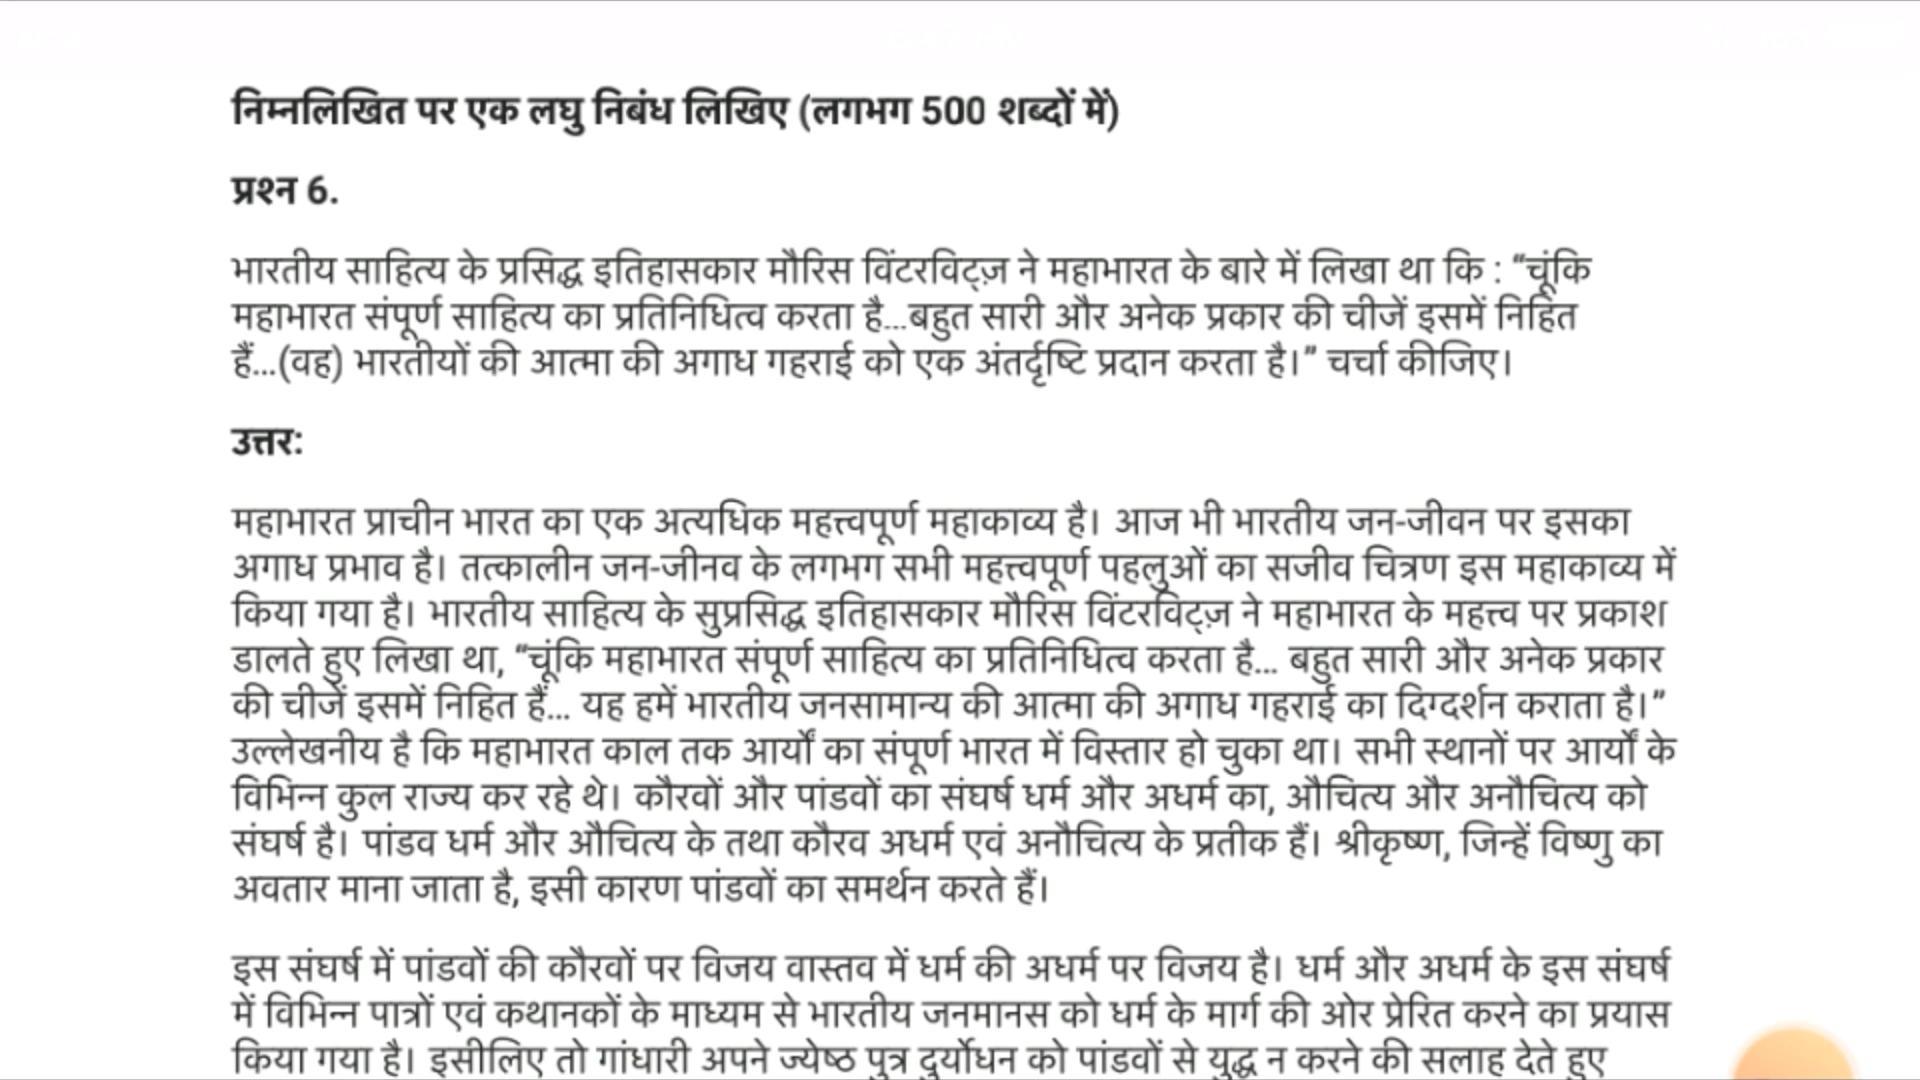 निम्नलिखित पर एक लघु निबंध लिखिए (लगभग 500 शब्दों में)
प्रश्न 6.
भारतीय साहित्य के प्रसिद्ध इतिहासकार मौरिस विंटरविट्ज़ ने महाभारत के बारे में लिखा था कि : “चूंकि
महाभारत संपूर्ण साहित्य का प्रतिनिधित्व करता है...बहुत सारी और अनेक प्रकार की चीजें इसमें निहित
हैं...(वह) भारतीयों की आत्मा की अगाध गहराई को एक अंतर्दृष्टि प्रदान करता है।” चर्चा कीजिए।
उत्तर:
महाभारत प्राचीन भारत का एक अत्यधिक महत्त्वपूर्ण महाकाव्य है। आज भी भारतीय जन-जीवन पर इसका
अगाध प्रभाव है। तत्कालीन जन-जीनव के लगभग सभी महत्त्वपूर्ण पहलुओं का सजीव चित्रण इस महाकाव्य में
किया गया है। भारतीय साहित्य के सुप्रसिद्ध इतिहासकार मौरिस विंटरविट्ज़ ने महाभारत के महत्त्व पर प्रकाश
डालते हुए लिखा था, “चूंकि महाभारत संपूर्ण साहित्य का प्रतिनिधित्व करता है... बहुत सारी और अनेक प्रकार
की चीजें इसमें निहित हैं... यह हमें भारतीय जनसामान्य की आत्मा की अगाध गहराई का दिग्दर्शन कराता है।”
उल्लेखनीय है कि महाभारत काल तक आर्यों का संपूर्ण भारत में विस्तार हो चुका था। सभी स्थानों पर आर्यों के
विभिन्न कुल राज्य कर रहे थे। कौरवों और पांडवों का संघर्ष धर्म और अधर्म का, औचित्य और अनौचित्य को
संघर्ष है। पांडव धर्म और औचित्य के तथा कौरव अधर्म एवं अनौचित्य के प्रतीक हैं। श्रीकृष्ण, जिन्हें विष्णु का
अवतार माना जाता है, इसी कारण पांडवों का समर्थन करते हैं।
इस संघर्ष में पांडवों की कौरवों पर विजय वास्तव में धर्म की अधर्म पर विजय है। धर्म और अधर्म के इस संघर्ष
में विभिन्न पात्रों एवं कथानकों के माध्यम से भारतीय जनमानस को धर्म के मार्ग की ओर प्रेरित करने का प्रयास
किया गया है। इसीलिए तो गांधारी अपने ज्येष्ठ पुत्र दुर्योधन को पांडवों से युद्ध न करने की सलाह देते हुए